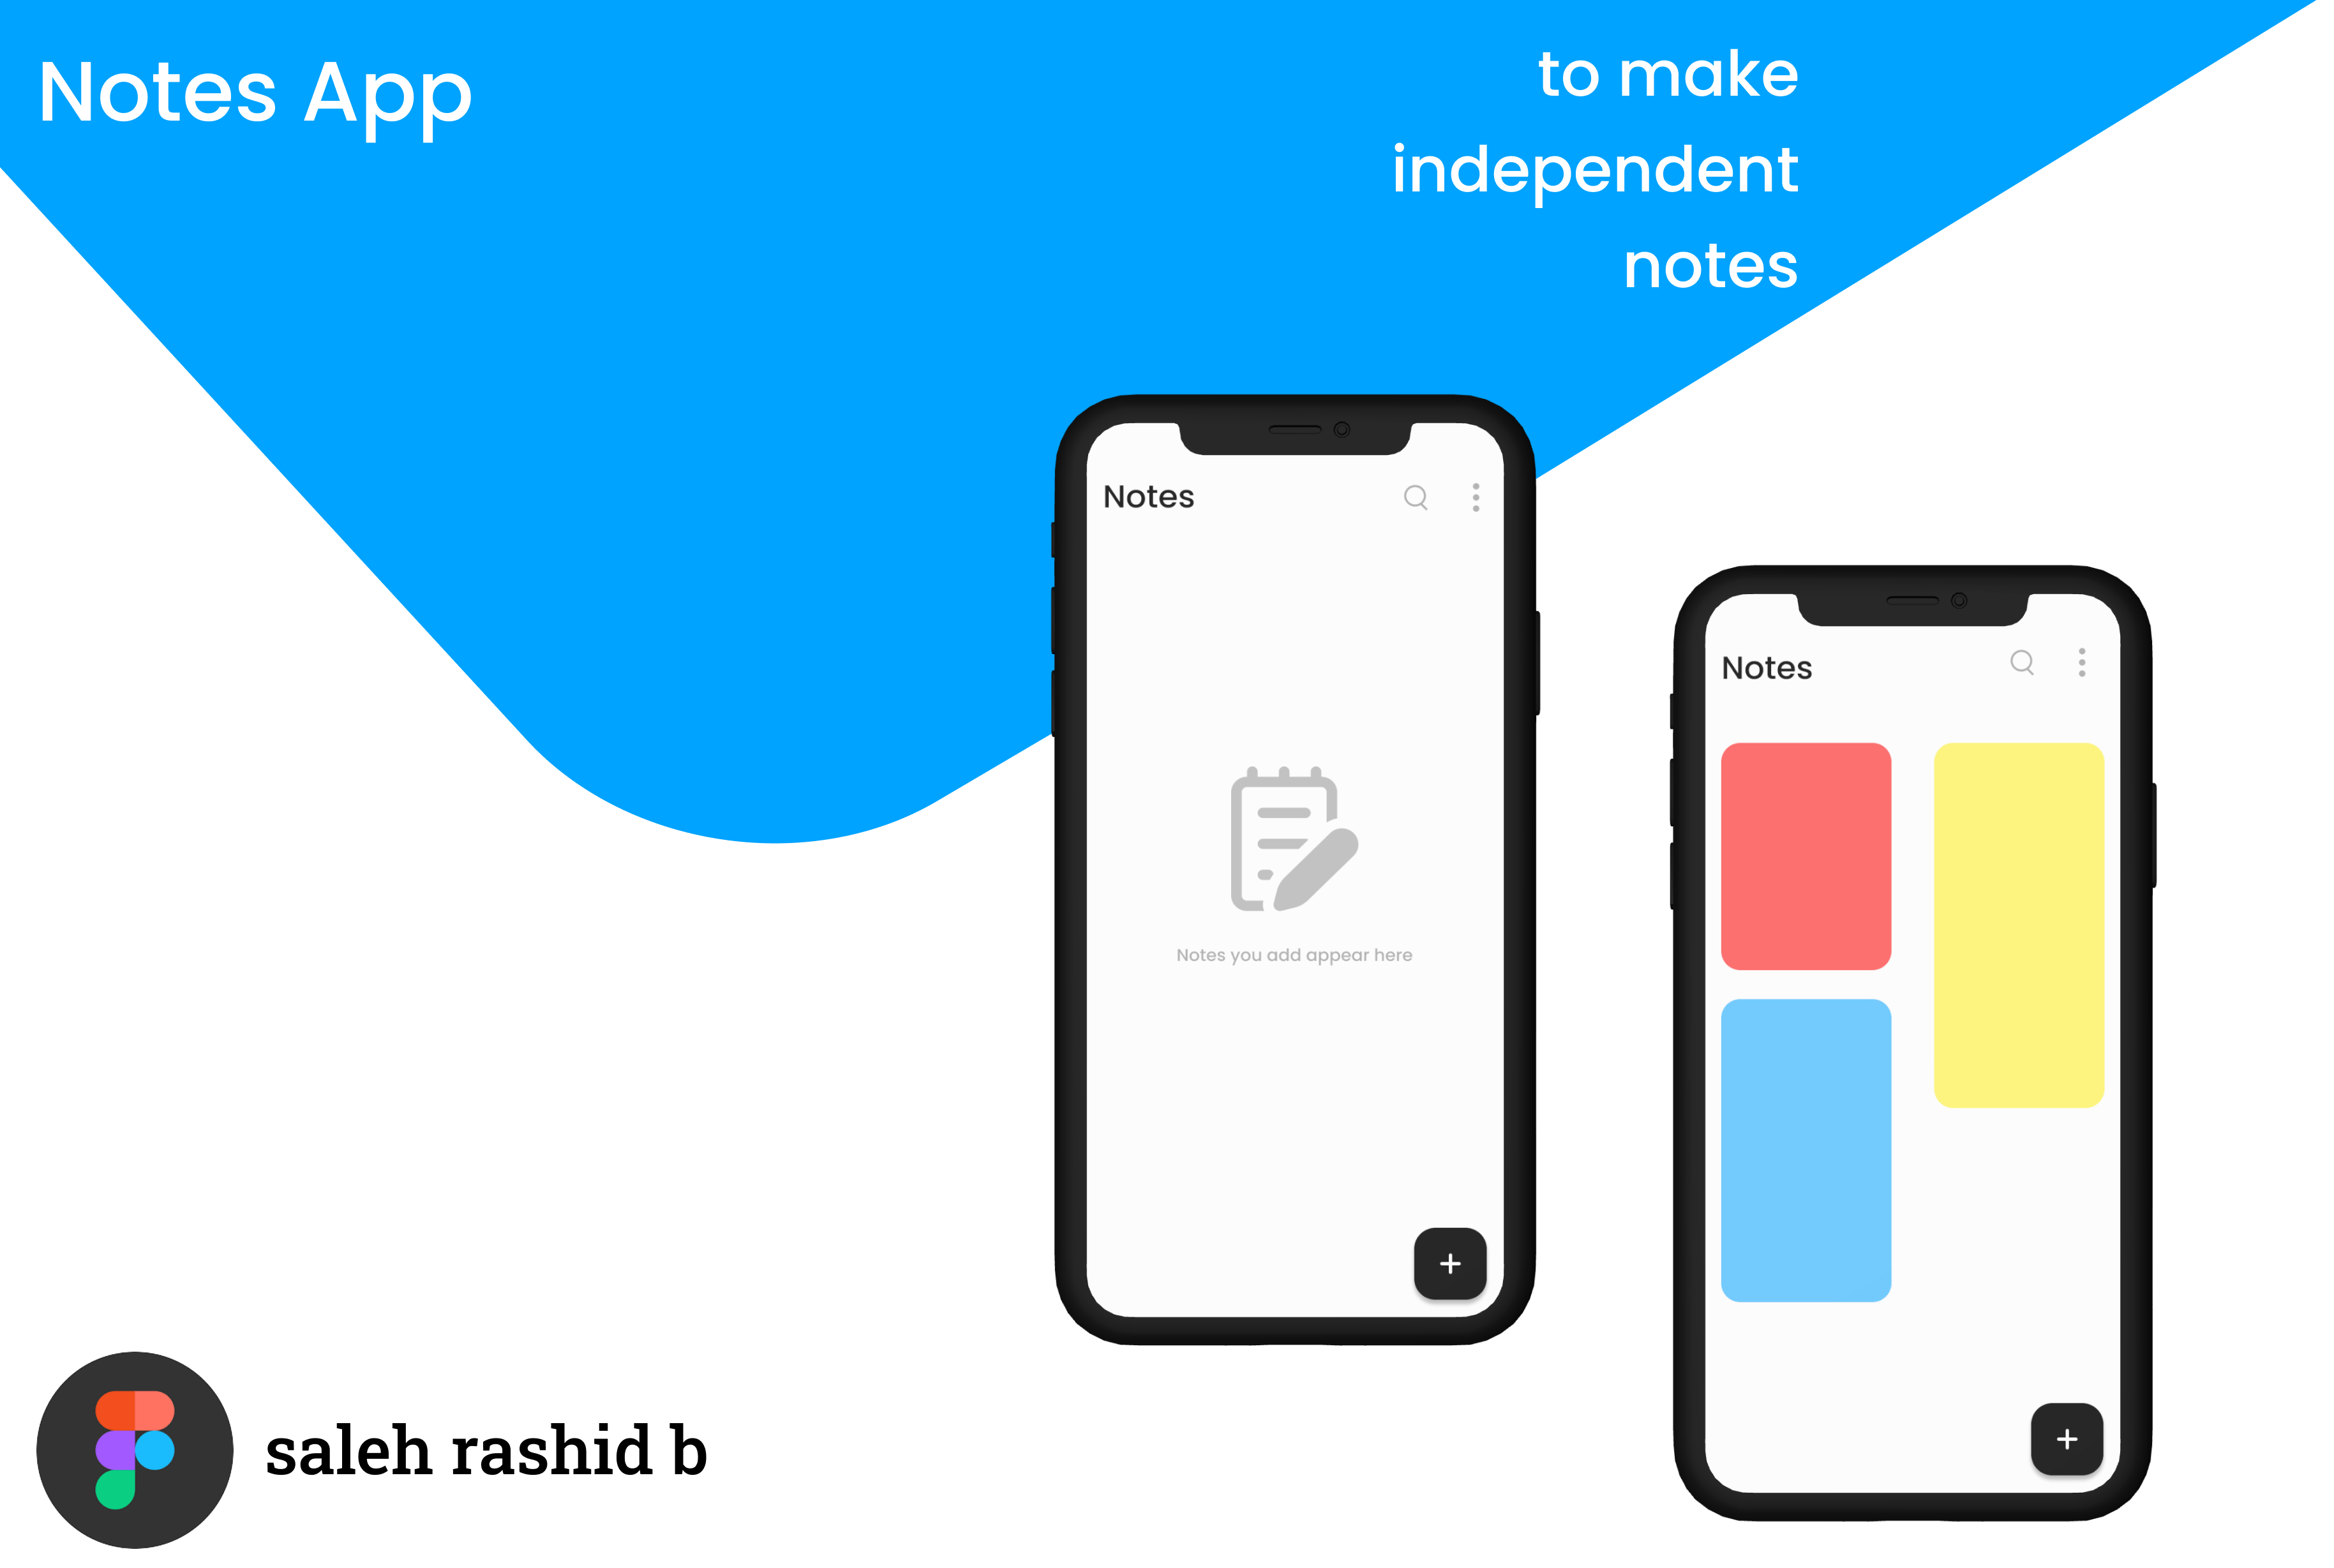 Notes App
to make
independent
notes
Notes
Notes you add appear here
+
Notes
+
saleh rashid b